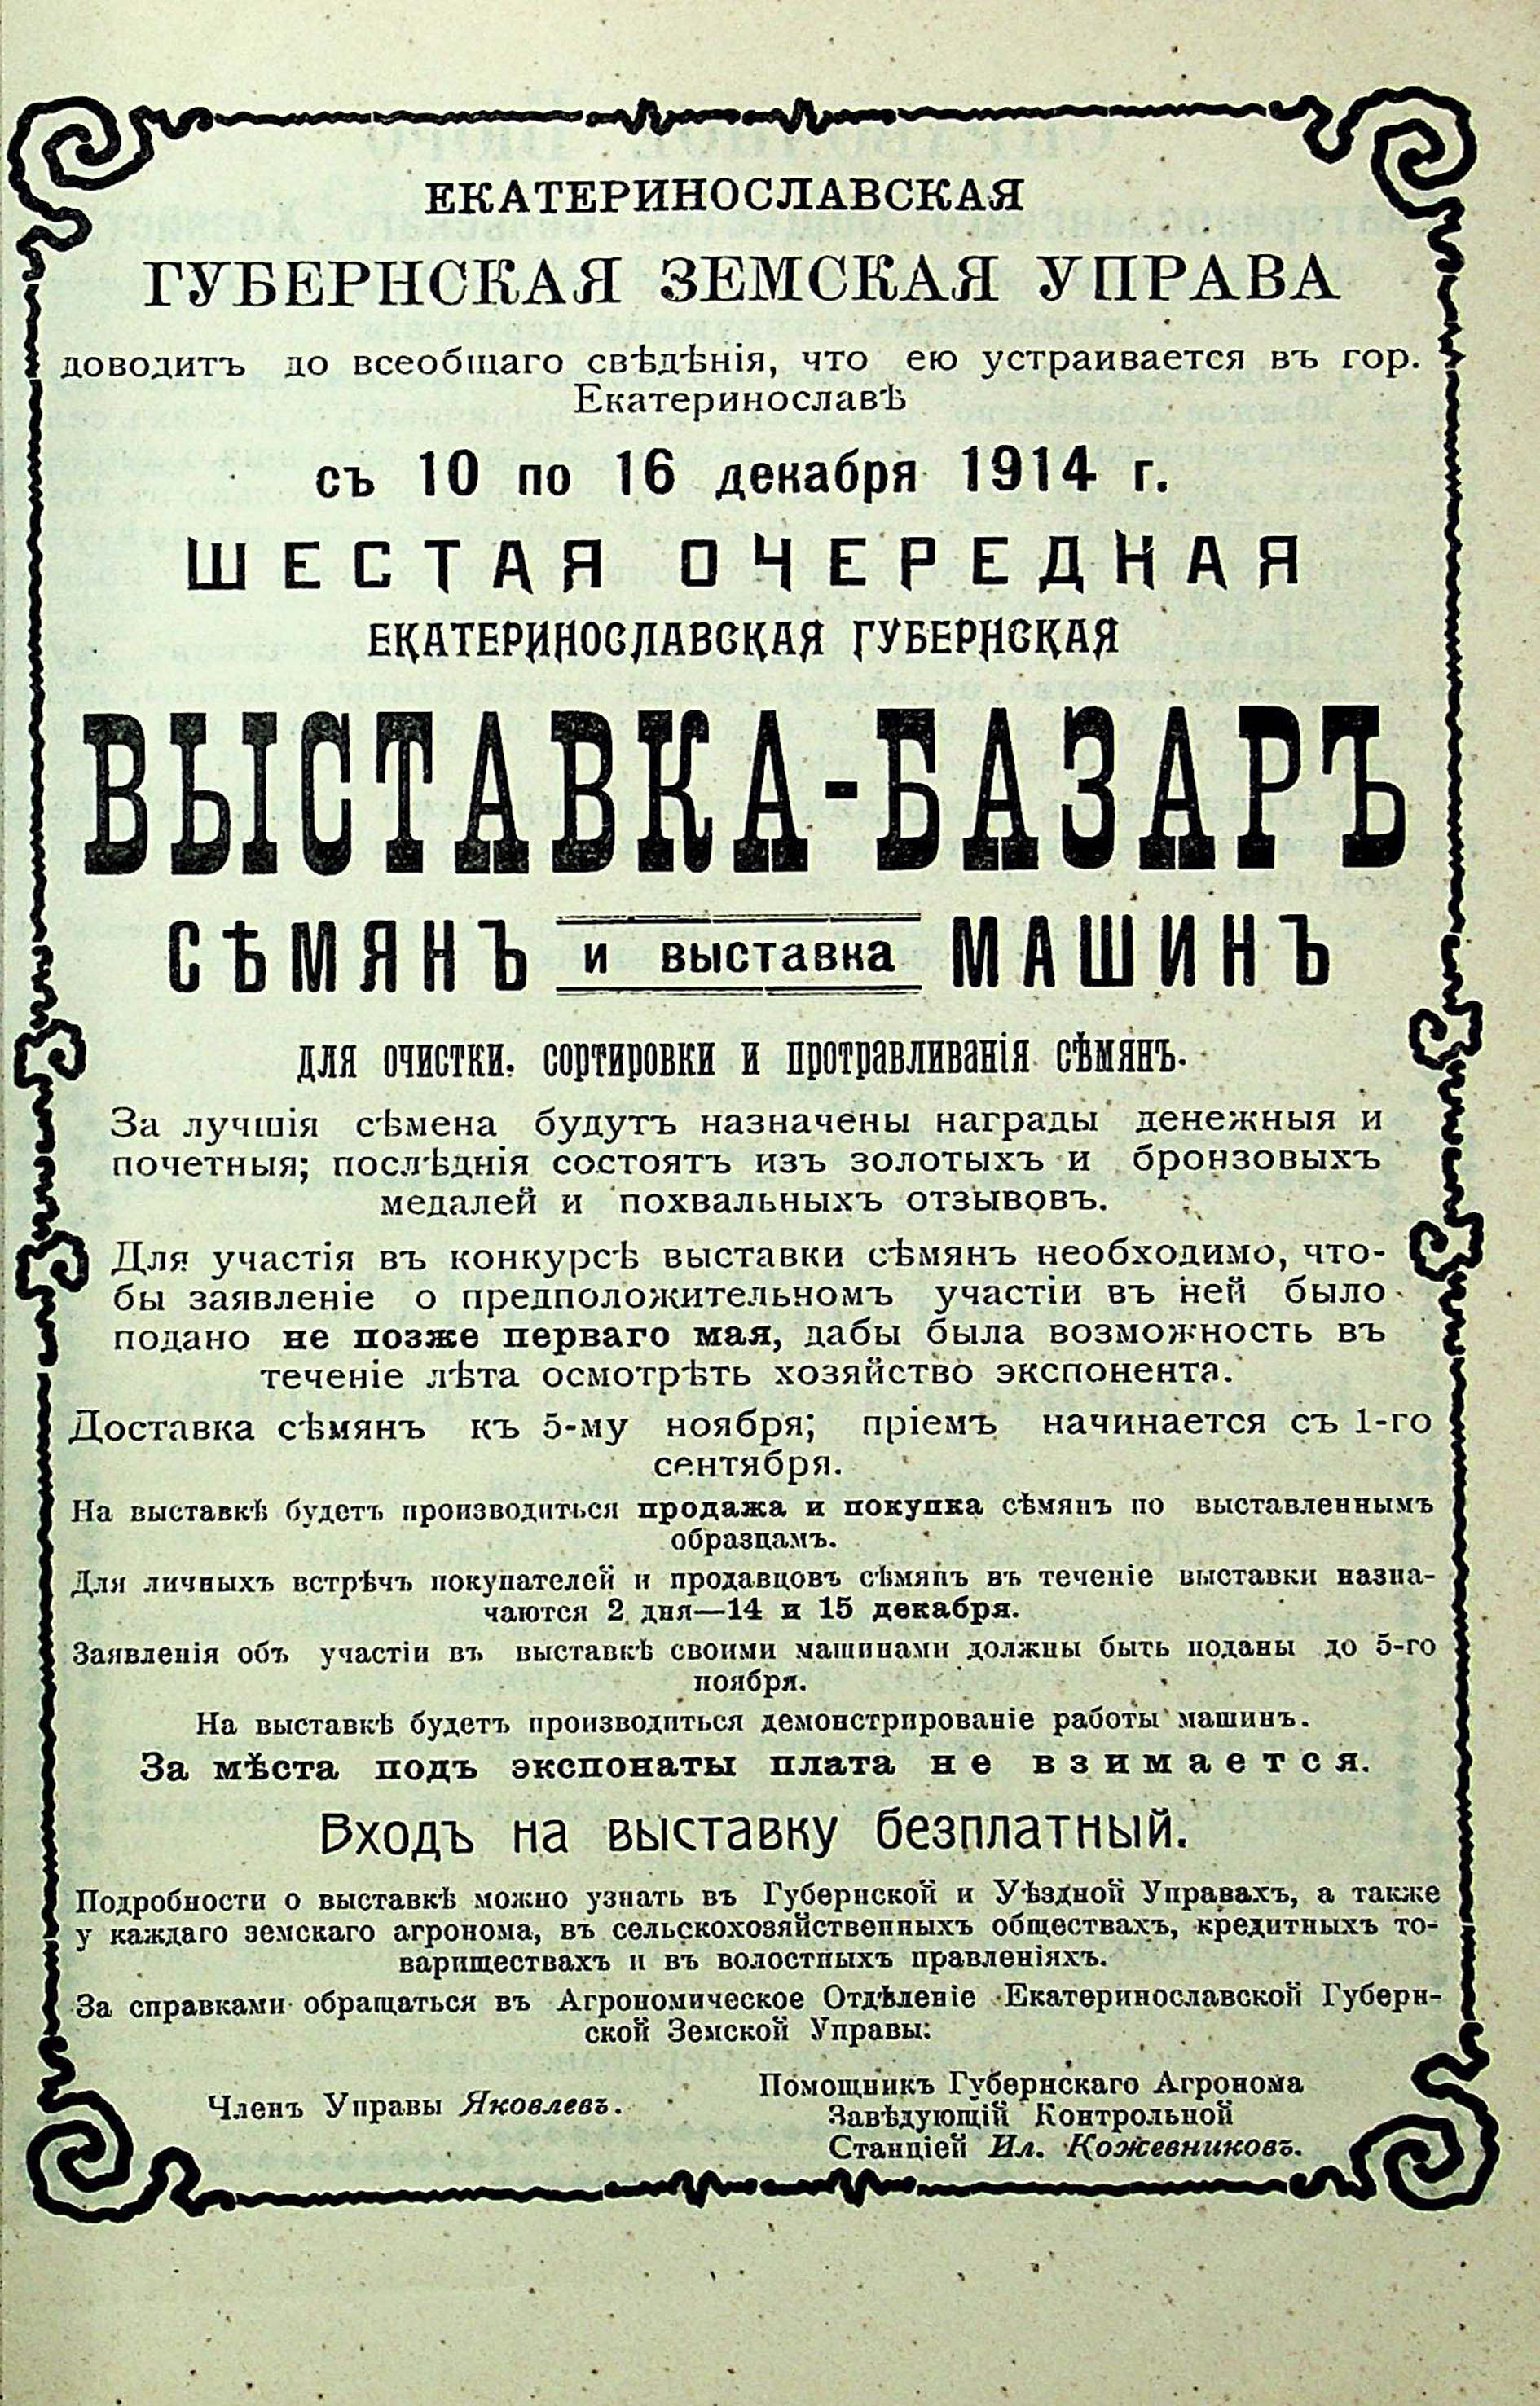 ЕКАТЕРИНОСЛАВСКАЯ
ГУБЕРНСКАЯ ЗЕМСКАЯ УПРАВА
доводитъ до всеобщаго свѣдѣнія, что ею устраивается въ гор.
Екатеринославѣ
съ 10 по 16 декабря 1914 г.
ШЕСТАЯ ОЧЕРЕДНАЯ
ЕКАТЕРИНОСЛАВСКАЯ ГУБЕРНСКАЯ
ВЫСТАВКА-БАЗАРЪ
СѢМЯНЪ и выставка МАШИНЪ
для очистки, сортировки и протравливанія сѣмянъ.
За лучшія сѣмена будутъ назначены награды денежныя и
почетныя; послѣднія состоятъ изъ золотыхъ и бронзовыхъ
медалей и похвальныхъ отзывовъ.
Для участія въ конкурсѣ выставки сѣмянъ необходимо, что-
бы заявленіе о предположительномъ участіи въ ней было
подано не позже перваго мая, дабы была возможность въ
теченіе лѣта осмотрѣть хозяйство экспонента.
Доставка сѣмянъ къ 5-му ноября; пріемъ начинается съ 1-го
сентября.
На выставкѣ будетъ производиться продажа и покупка сѣмянъ по выставленнымъ
образцамъ.
Для личныхъ встрѣчъ покупателей и продавцовъ сѣмянъ въ теченіе выставки назна-
чаются 2 дня—14 и 15 декабря.
Заявленія объ участіи въ выставкѣ своими машинами должны быть поданы до 5-го
ноября.
На выставкѣ будетъ производиться демонстрированіе работы машинъ.
За мѣста подъ экспонаты плата не взимается.
Входъ на выставку безплатный.
Подробности о выставкѣ можно узнать въ Губернской и Уѣздной Управахъ, а также
у каждаго земскаго агронома, въ сельскохозяйственныхъ обществахъ, кредитныхъ то-
вариществахъ и въ волостныхъ правленіяхъ.
За справками обращаться въ Агрономическое Отдѣленіе Екатеринославской Губерн-
ской Земской Управы:
Членъ Управы Яковлевъ.
Помощникъ Губернскаго Агронома
Завѣдующій Контрольной
Станціей Ил. Кожевниковъ.